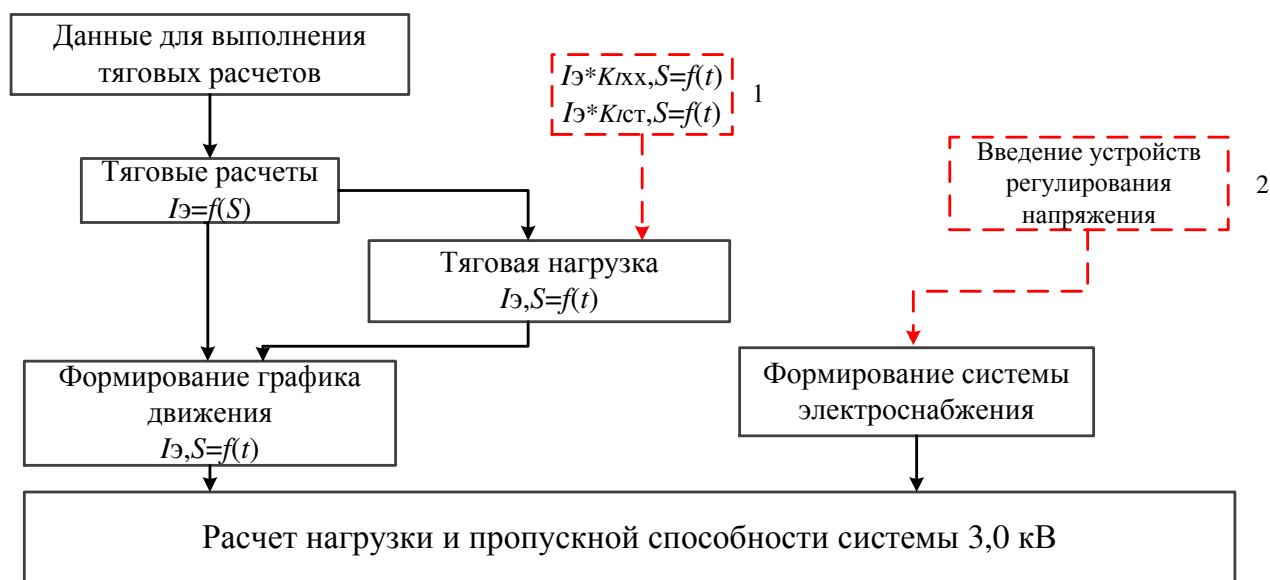 Данные для выполнения
тяговых расчетов
Iэ*KIхх,S=f(t)
Iэ*KIст,S=f(t)
1
Введение устройств
регулирования
напряжения
2
Тяговые расчеты
Iэ=f(S)
Тяговая нагрузка
Iэ,S=f(t)
Формирование графика
движения
Iэ,S=f(t)
Формирование системы
электроснабжения
Расчет нагрузки и пропускной способности системы 3,0 кВ